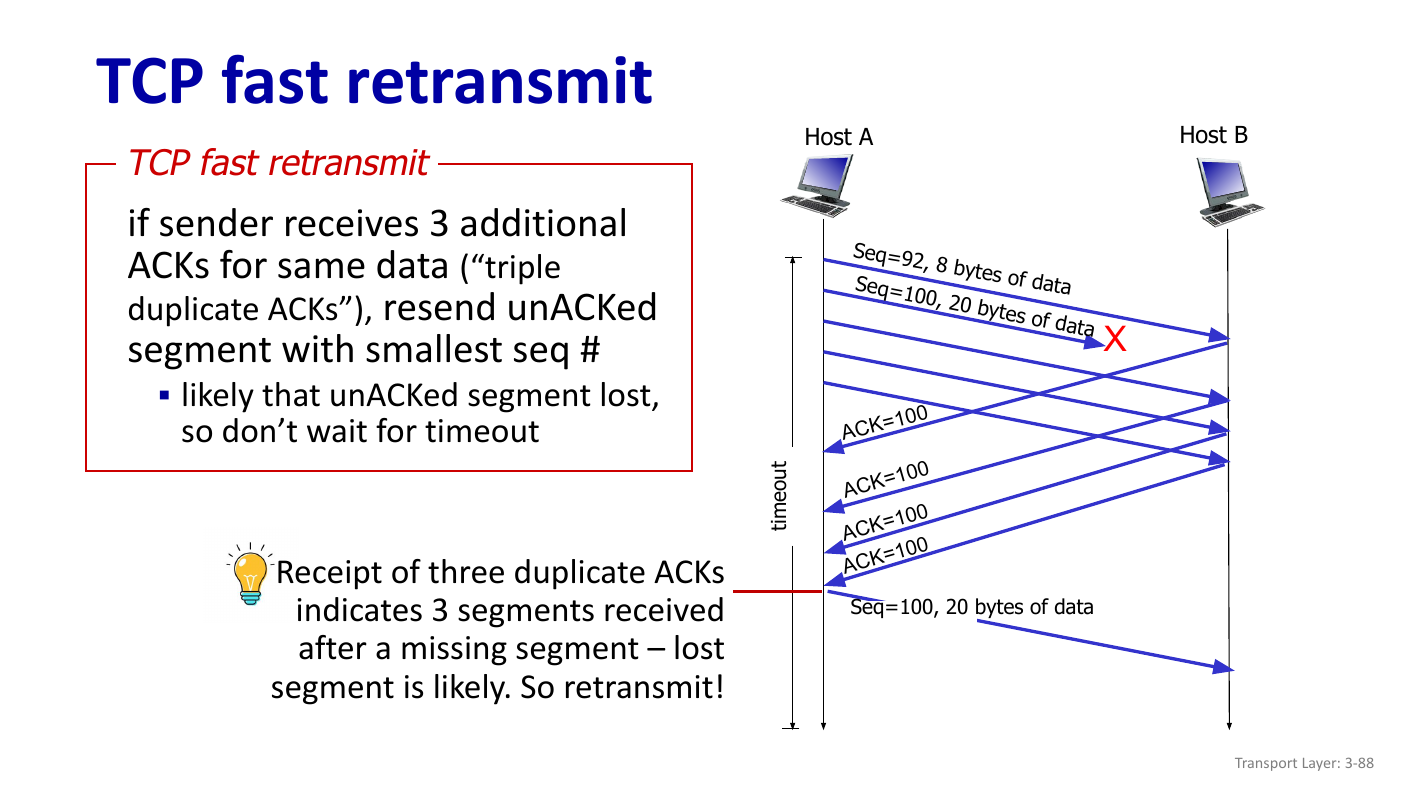 TCP fast retransmit
TCP fast retransmit
if sender receives 3 additional
ACKs for same data (“triple
duplicate ACKs”), resend unACKed
segment with smallest seq #
▪ likely that unACKed segment lost,
so don’t wait for timeout
Receipt of three duplicate ACKs
indicates 3 segments received
after a missing segment – lost
segment is likely. So retransmit!
Host A
Host B
Seq=92, 8 bytes of data
Seq=100, 20 bytes of data
X
ACK=100
ACK=100
ACK=100
ACK=100
timeout
Seq=100, 20 bytes of data
Transport Layer: 3-88